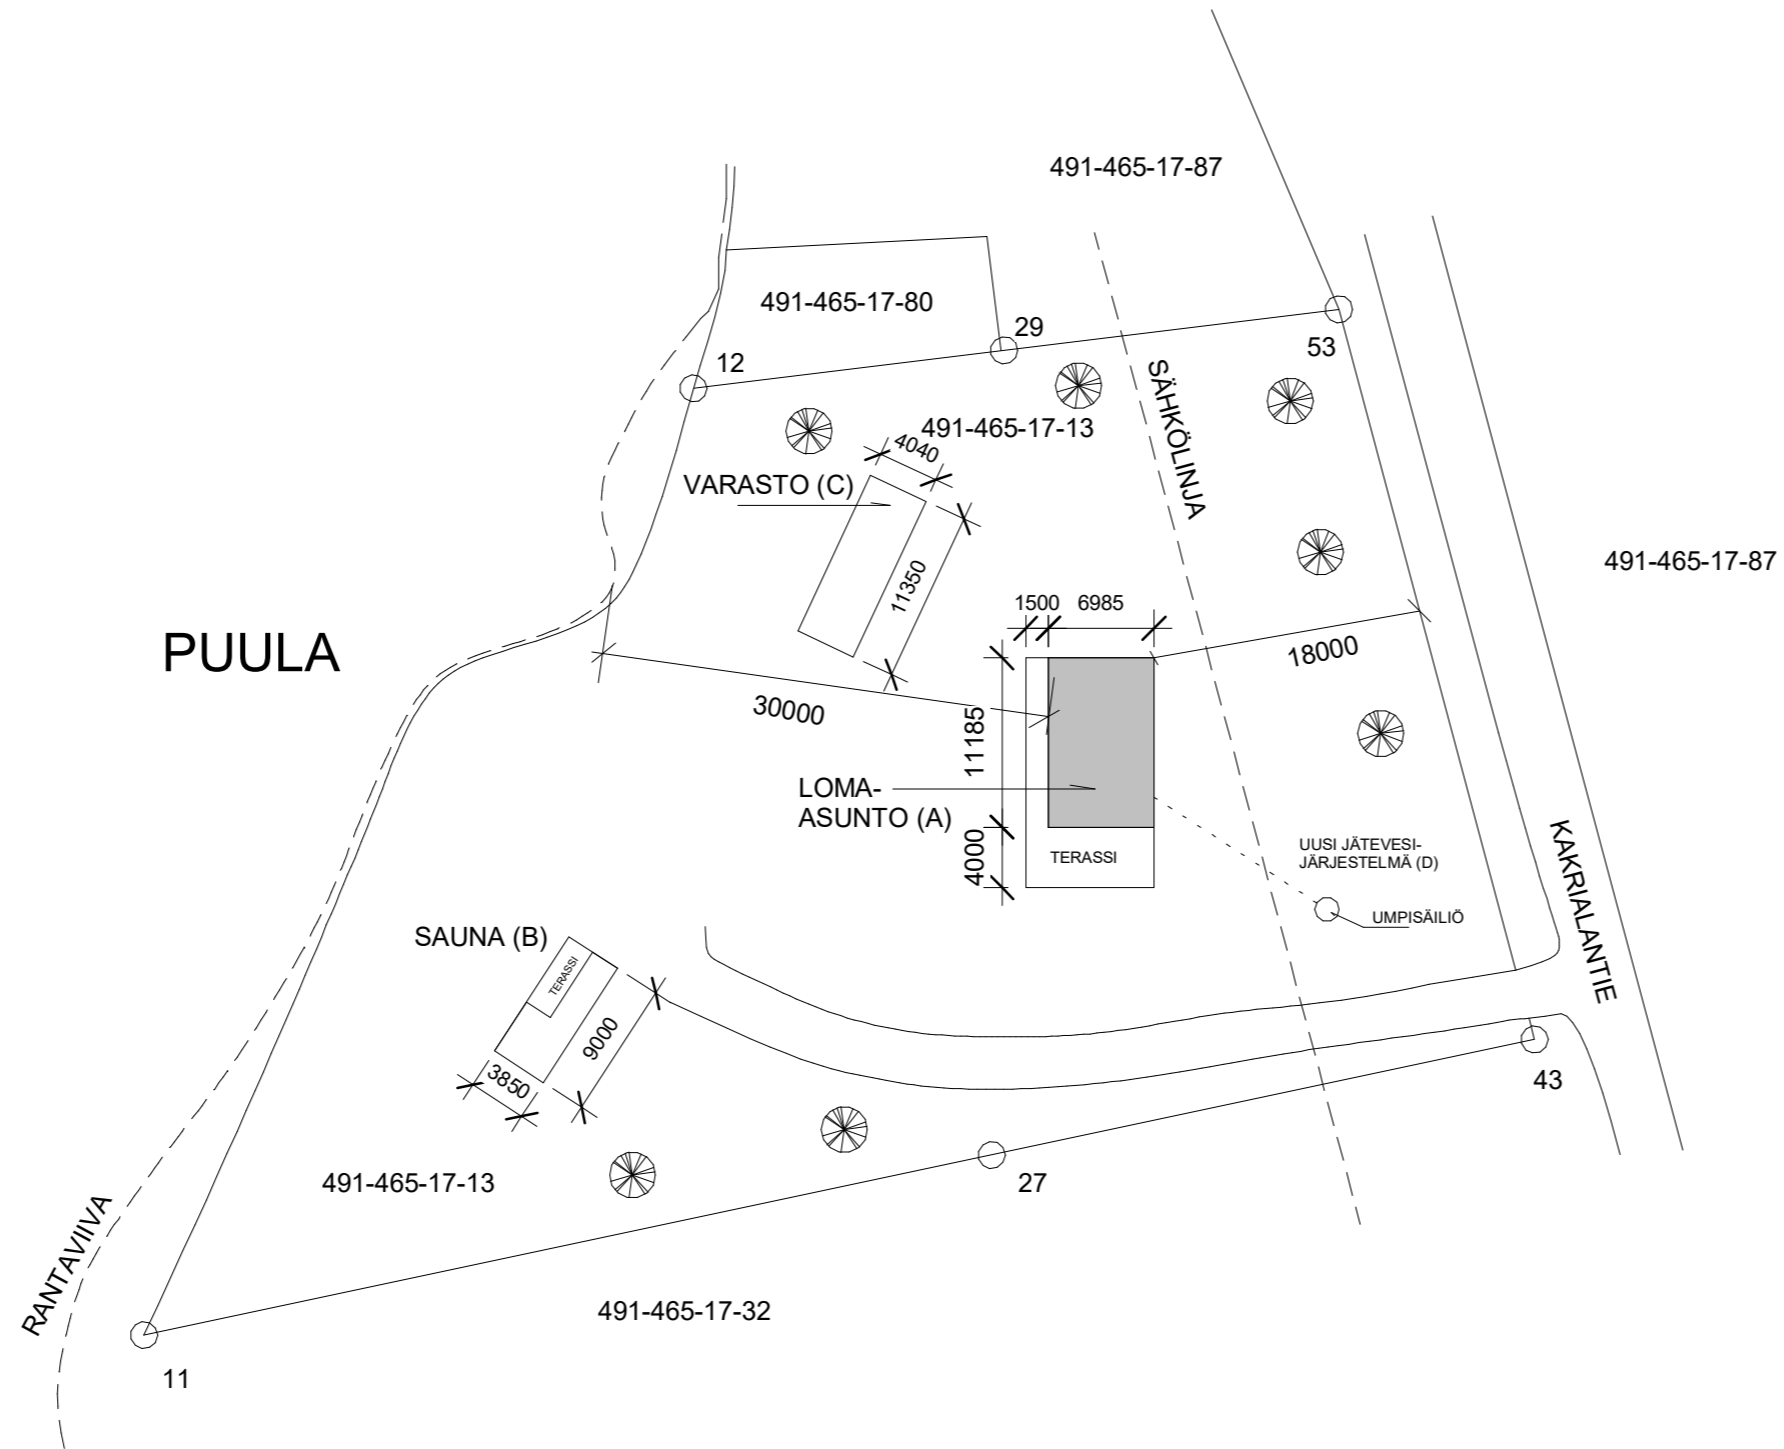 491-465-17-87
491-465-17-80
29
53
12
SÄHKÖLINJA
491-465-17-13
4040
VARASTO (C)
11350
491-465-17-87
1500
6985
PUULA
18000
30000
11185
LOMA-
ASUNTO (A)
4000
TERASSI
UUSI JÄTEVESI-
JÄRJESTELMÄ (D)
UMPISÄILIÖ
KAKRIALANTIE
SAUNA (B)
TERASSI
9000
3850
43
491-465-17-13
27
RANTAVIIVA
491-465-17-32
11